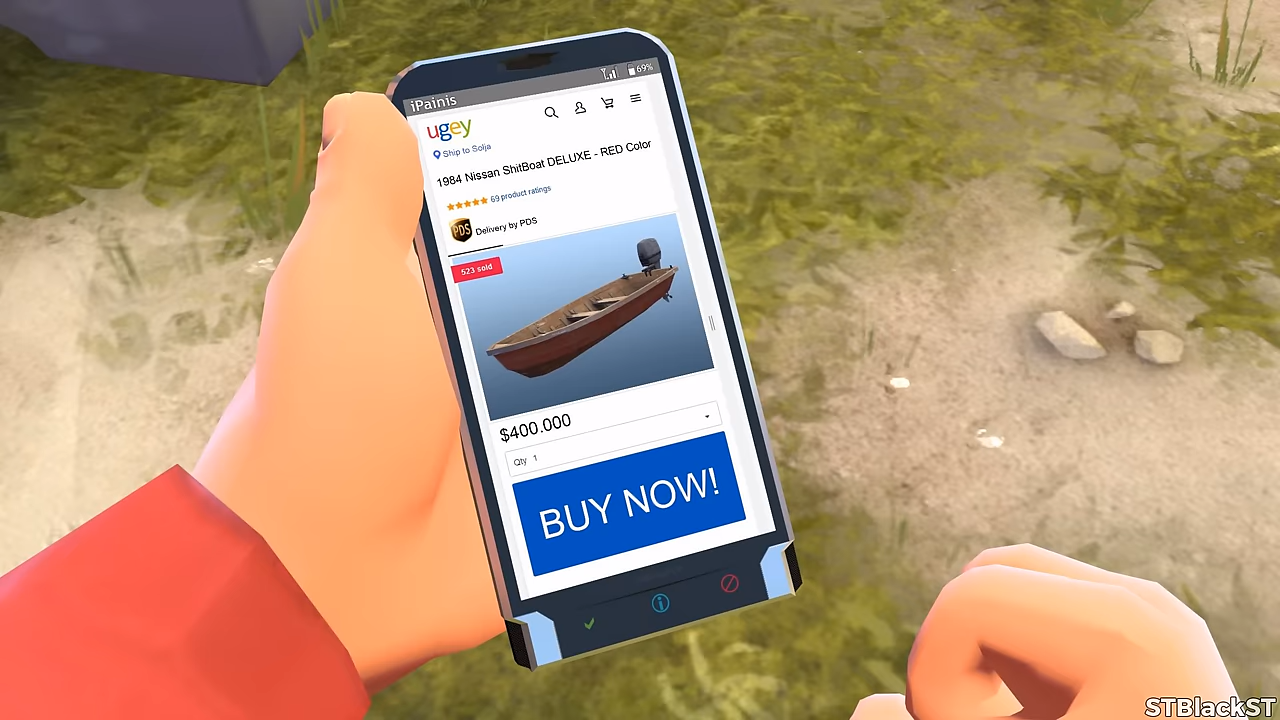 iPainis
69%
ugey
Ship to Solja
1984 Nissan ShitBoat DELUXE - RED Color
69 product ratings
PDS
Delivery by PDS
523 sold
$400.000
Qty 1
BUY NOW!
STBlackST